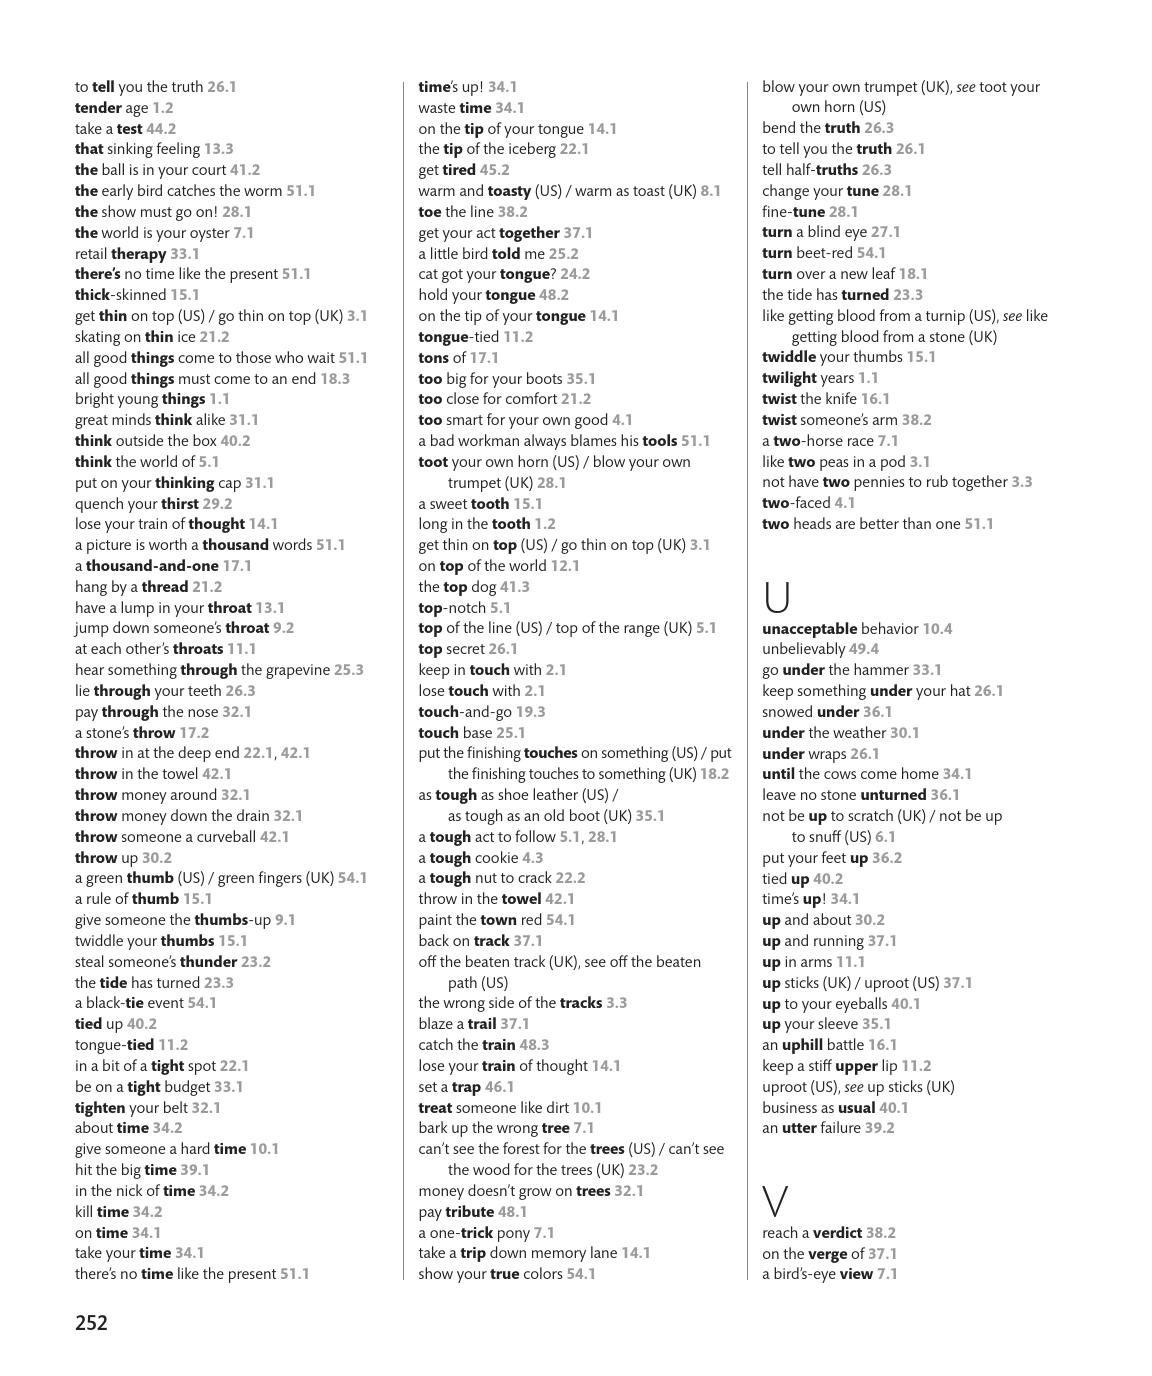 to tell you the truth 26.1
tender age 1.2
take a test 44.2
that sinking feeling 13.3
the ball is in your court 41.2
the early bird catches the worm 51.1
the show must go on! 28.1
the world is your oyster 7.1
retail therapy 33.1
there’s no time like the present 51.1
thick-skinned 15.1
get thin on top (US) / go thin on top (UK) 3.1
skating on thin ice 21.2
all good things come to those who wait 51.1
all good things must come to an end 18.3
bright young things 1.1
great minds think alike 31.1
think outside the box 40.2
think the world of 5.1
put on your thinking cap 31.1
quench your thirst 29.2
lose your train of thought 14.1
a picture is worth a thousand words 51.1
a thousand-and-one 17.1
hang by a thread 21.2
have a lump in your throat 13.1
jump down someone’s throat 9.2
at each other’s throats 11.1
hear something through the grapevine 25.3
lie through your teeth 26.3
pay through the nose 32.1
a stone’s throw 17.2
throw in at the deep end 22.1, 42.1
throw in the towel 42.1
throw money around 32.1
throw money down the drain 32.1
throw someone a curveball 42.1
throw up 30.2
a green thumb (US) / green fingers (UK) 54.1
a rule of thumb 15.1
give someone the thumbs-up 9.1
twiddle your thumbs 15.1
steal someone’s thunder 23.2
the tide has turned 23.3
a black-tie event 54.1
tied up 40.2
tongue-tied 11.2
in a bit of a tight spot 22.1
be on a tight budget 33.1
tighten your belt 32.1
about time 34.2
give someone a hard time 10.1
hit the big time 39.1
in the nick of time 34.2
kill time 34.2
on time 34.1
take your time 34.1
there’s no time like the present 51.1
time’s up! 34.1
waste time 34.1
on the tip of your tongue 14.1
the tip of the iceberg 22.1
get tired 45.2
warm and toasty (US) / warm as toast (UK) 8.1
toe the line 38.2
get your act together 37.1
a little bird told me 25.2
cat got your tongue? 24.2
hold your tongue 48.2
on the tip of your tongue 14.1
tongue-tied 11.2
tons of 17.1
too big for your boots 35.1
too close for comfort 21.2
too smart for your own good 4.1
a bad workman always blames his tools 51.1
toot your own horn (US) / blow your own
trumpet (UK) 28.1
a sweet tooth 15.1
long in the tooth 1.2
get thin on top (US) / go thin on top (UK) 3.1
on top of the world 12.1
the top dog 41.3
top-notch 5.1
top of the line (US) / top of the range (UK) 5.1
top secret 26.1
keep in touch with 2.1
lose touch with 2.1
touch-and-go 19.3
touch base 25.1
put the finishing touches on something (US) / put
the finishing touches to something (UK) 18.2
as tough as shoe leather (US) /
as tough as an old boot (UK) 35.1
a tough act to follow 5.1, 28.1
a tough cookie 4.3
a tough nut to crack 22.2
throw in the towel 42.1
paint the town red 54.1
back on track 37.1
off the beaten track (UK), see off the beaten
path (US)
the wrong side of the tracks 3.3
blaze a trail 37.1
catch the train 48.3
lose your train of thought 14.1
set a trap 46.1
treat someone like dirt 10.1
bark up the wrong tree 7.1
can’t see the forest for the trees (US) / can’t see
the wood for the trees (UK) 23.2
money doesn’t grow on trees 32.1
pay tribute 48.1
a one-trick pony 7.1
take a trip down memory lane 14.1
show your true colors 54.1
blow your own trumpet (UK), see toot your
own horn (US)
bend the truth 26.3
to tell you the truth 26.1
tell half-truths 26.3
change your tune 28.1
fine-tune 28.1
turn a blind eye 27.1
turn beet-red 54.1
turn over a new leaf 18.1
the tide has turned 23.3
like getting blood from a turnip (US), see like
getting blood from a stone (UK)
twiddle your thumbs 15.1
twilight years 1.1
twist the knife 16.1
twist someone’s arm 38.2
a two-horse race 7.1
like two peas in a pod 3.1
not have two pennies to rub together 3.3
two-faced 4.1
two heads are better than one 51.1
U
unacceptable behavior 10.4
unbelievably 49.4
go under the hammer 33.1
keep something under your hat 26.1
snowed under 36.1
under the weather 30.1
under wraps 26.1
until the cows come home 34.1
leave no stone unturned 36.1
not be up to scratch (UK) / not be up
to snuff (US) 6.1
put your feet up 36.2
tied up 40.2
time’s up! 34.1
up and about 30.2
up and running 37.1
up in arms 11.1
up sticks (UK) / uproot (US) 37.1
up to your eyeballs 40.1
up your sleeve 35.1
an uphill battle 16.1
keep a stiff upper lip 11.2
uproot (US), see up sticks (UK)
business as usual 40.1
an utter failure 39.2
V
reach a verdict 38.2
on the verge of 37.1
a bird’s-eye view 7.1
252